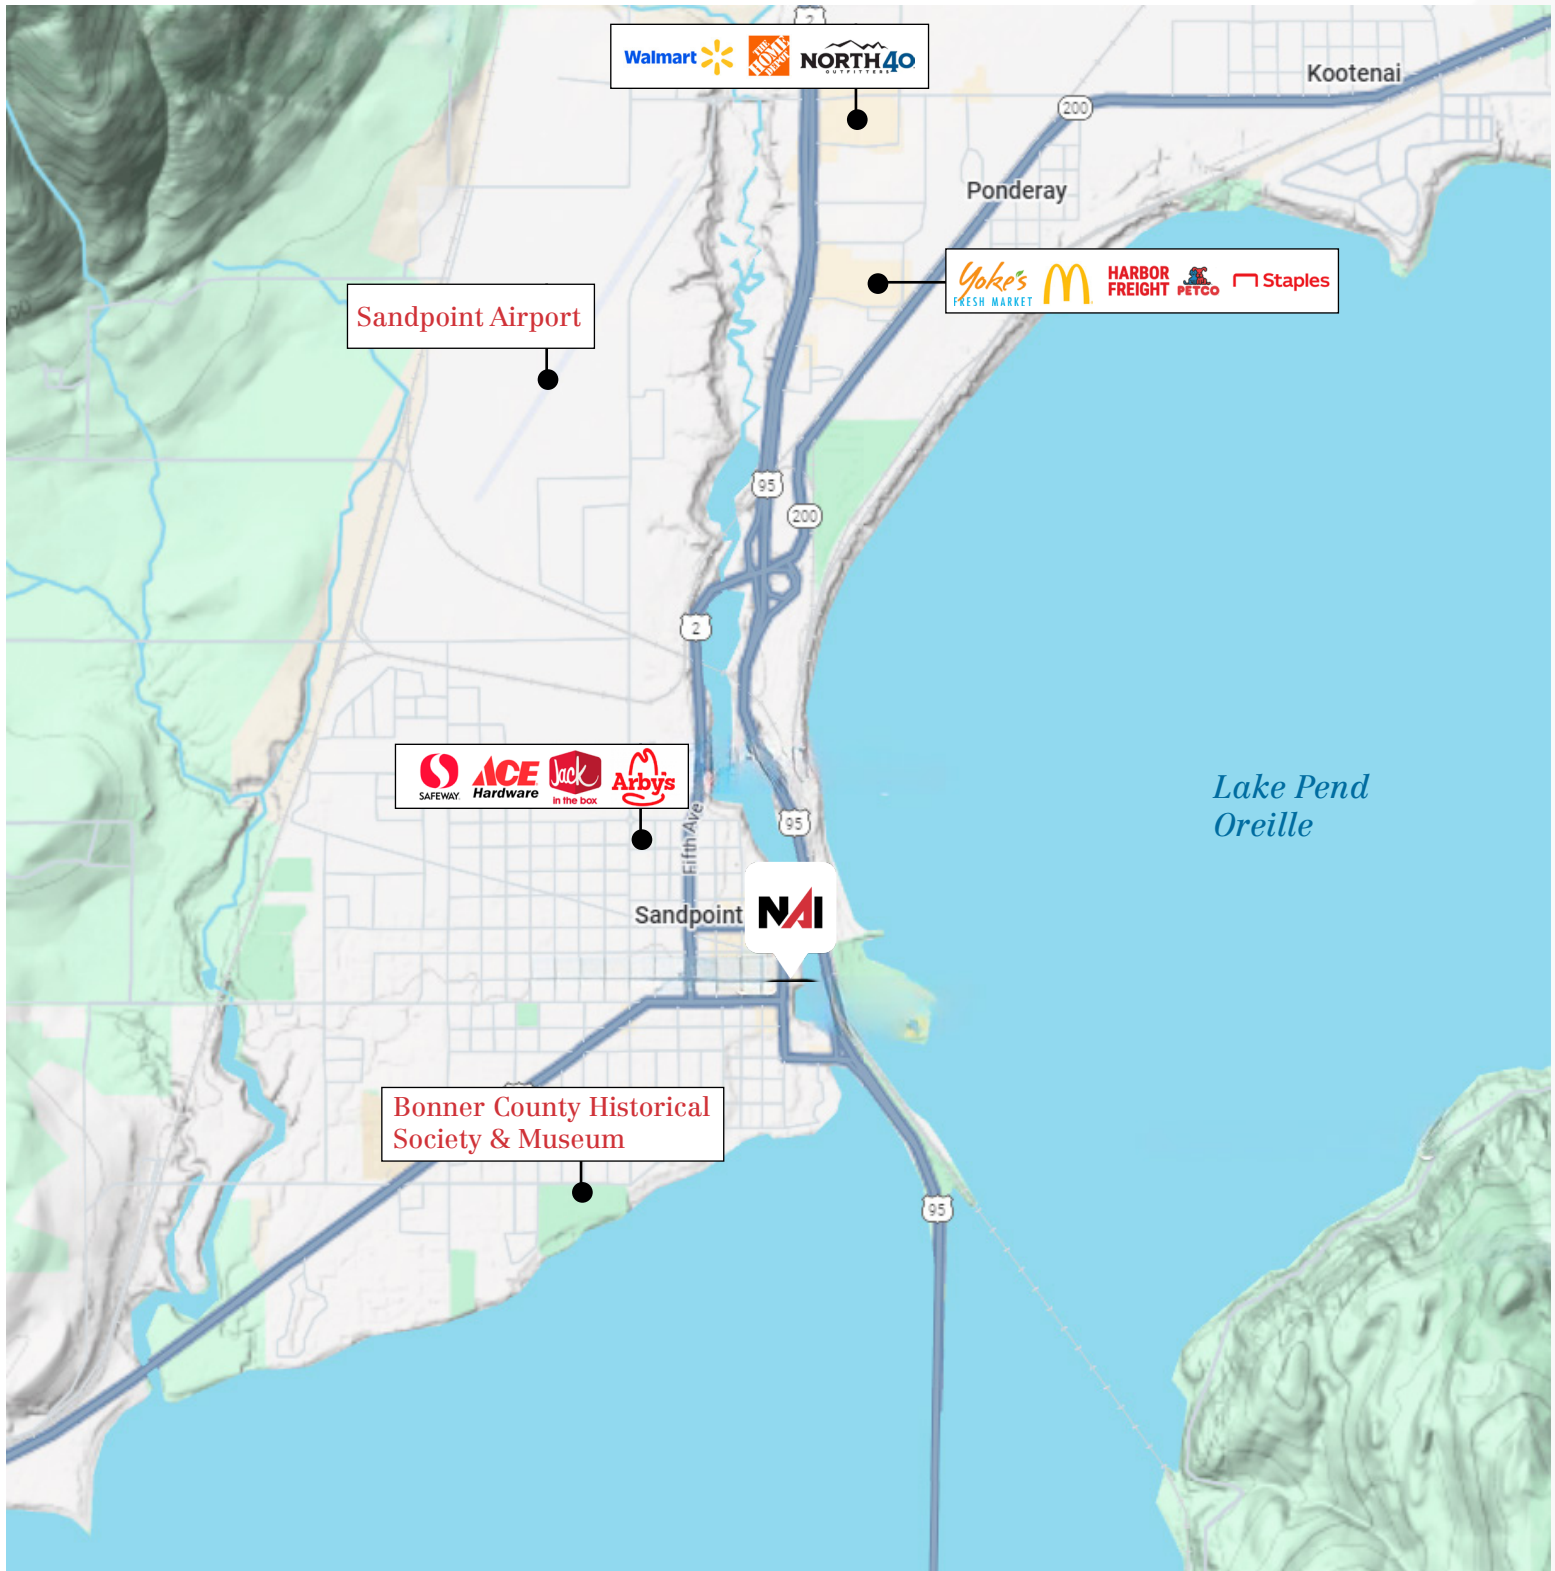 2
Walmart THE HOME DEPOT NORTH 40 OUTFITTERS
Kootenai
200
Ponderay
Yoke's FRESH MARKET HARBOR FREIGHT PETCO Staples
Sandpoint Airport
95
200
2
SAFEWAY ACE Hardware Jack in the box Arby's
Lake Pend
Oreille
95
Fifth Ave
Sandpoint
NAI
Bonner County Historical
Society & Museum
95